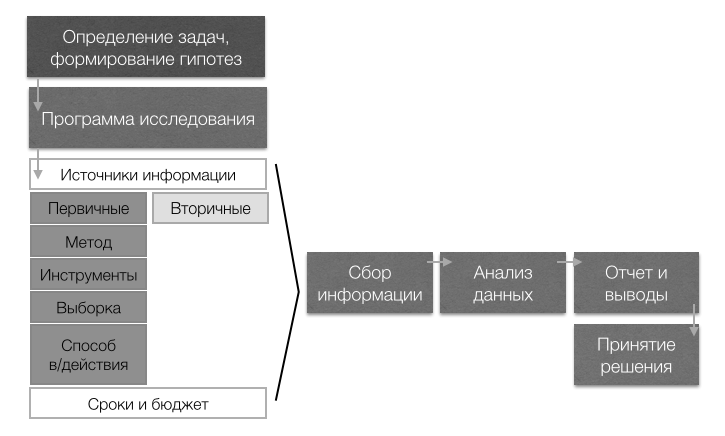 Определение задач,
формирование гипотез
Программа исследования
Источники информации
Первичные
Вторичные
Метод
Инструменты
Выборка
Способ
в/действия
Сроки и бюджет
Сбор
информации
Анализ
данных
Отчет и
выводы
Принятие
решения